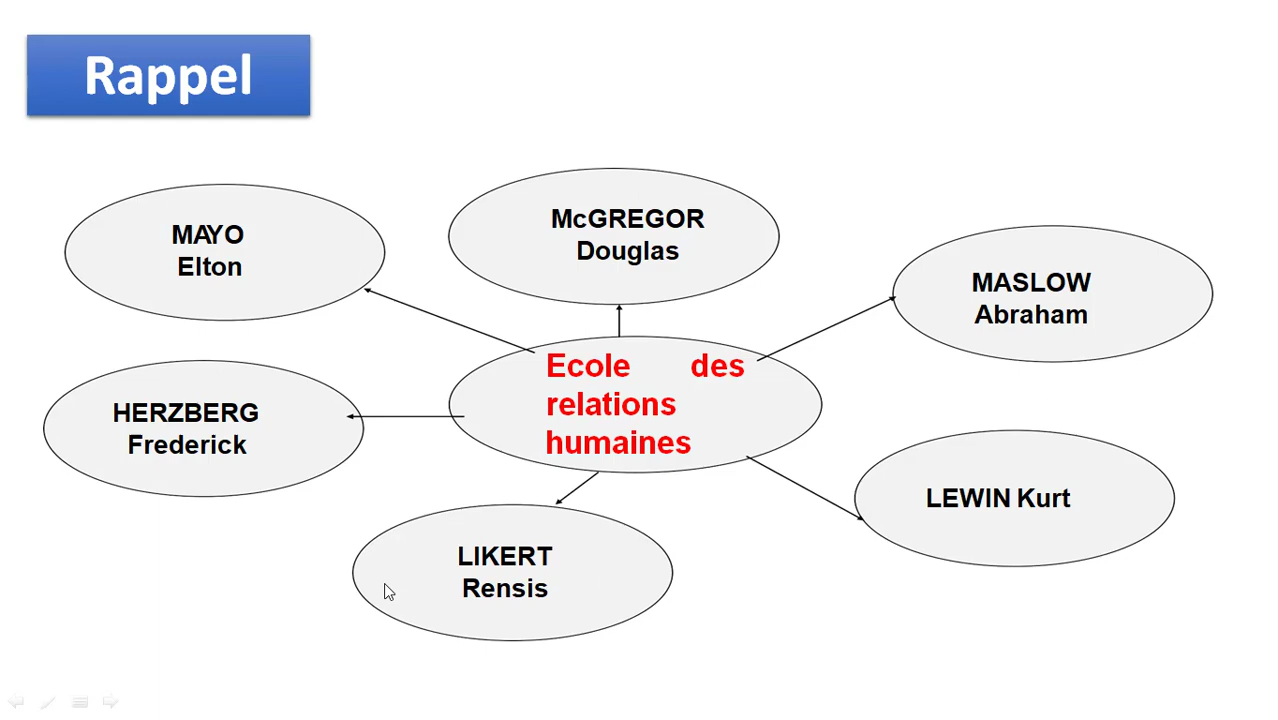 Rappel
MAYO
Elton
McGREGOR
Douglas
MASLOW
Abraham
Ecole des
relations
humaines
HERZBERG
Frederick
LEWIN Kurt
LIKERT
Rensis